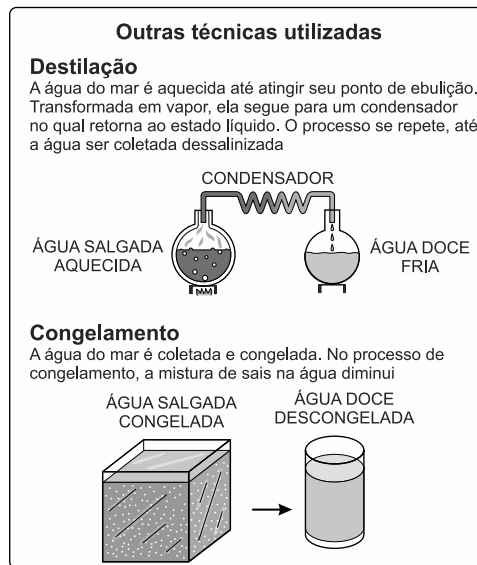 Outras técnicas utilizadas
Destilação
A água do mar é aquecida até atingir seu ponto de ebulição.
Transformada em vapor, ela segue para um condensador
no qual retorna ao estado líquido. O processo se repete, até
a água ser coletada dessalinizada
CONDENSADOR
ÁGUA SALGADA
AQUECIDA
ÁGUA DOCE
FRIA
Congelamento
A água do mar é coletada e congelada. No processo de
congelamento, a mistura de sais na água diminui
ÁGUA SALGADA
CONGELADA
ÁGUA DOCE
DESCONGELADA